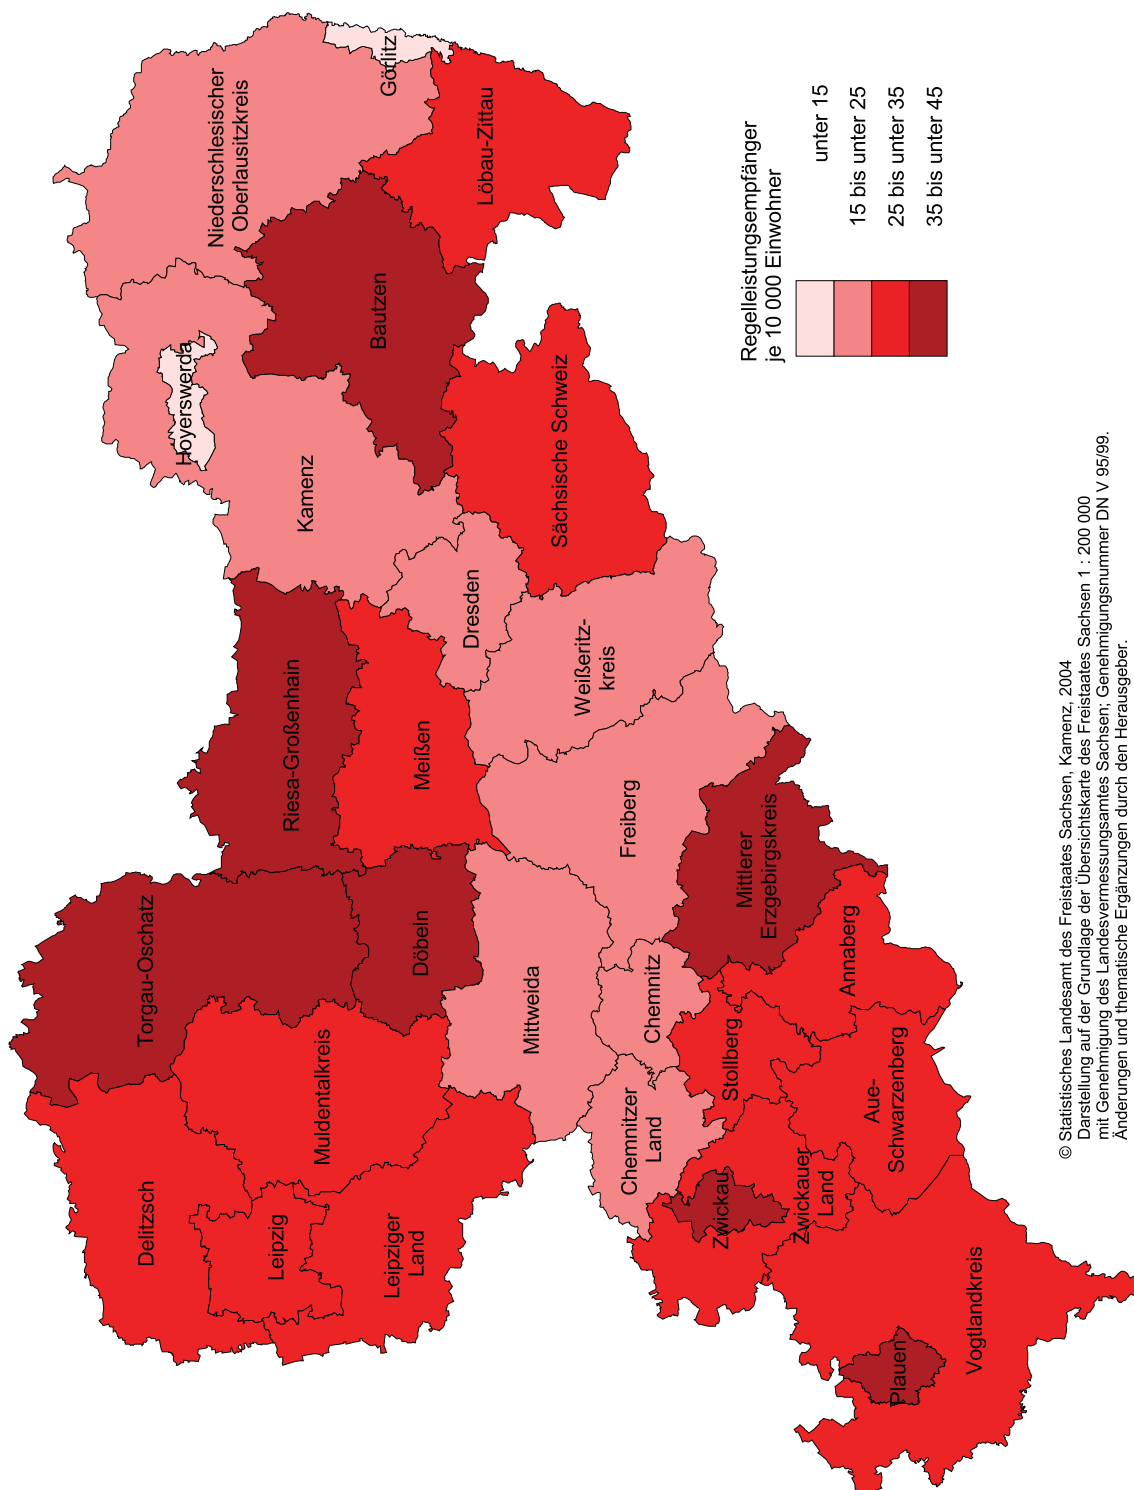 Torgau-Oschatz
Delitzsch
Leipzig
Leipziger
Land
Muldentalkreis
Döbeln
Riesa-Großenhain
Meißen
Mittweida
Chemnitzer
Land
Chemnitz
Stollberg
Zwickau
Zwickauer
Land
Plauen
Vogtlandkreis
Aue-
Schwarzenberg
Annaberg
Mittlerer
Erzgebirgskreis
Freiberg
Weißeritz-
kreis
Dresden
Sächsische Schweiz
Kamenz
Hoyerswerda
Bautzen
Niederschlesischer
Oberlausitzkreis
Görlitz
Löbau-Zittau
Regelleistungsempfänger
je 10 000 Einwohner
unter 15
15 bis unter 25
25 bis unter 35
35 bis unter 45
© Statistisches Landesamt des Freistaates Sachsen, Kamenz, 2004
Darstellung auf der Grundlage der Übersichtskarte des Freistaates Sachsen 1 : 200 000
mit Genehmigung des Landesvermessungsamtes Sachsen; Genehmigungsnummer DN V 95/99.
Änderungen und thematische Ergänzungen durch den Herausgeber.